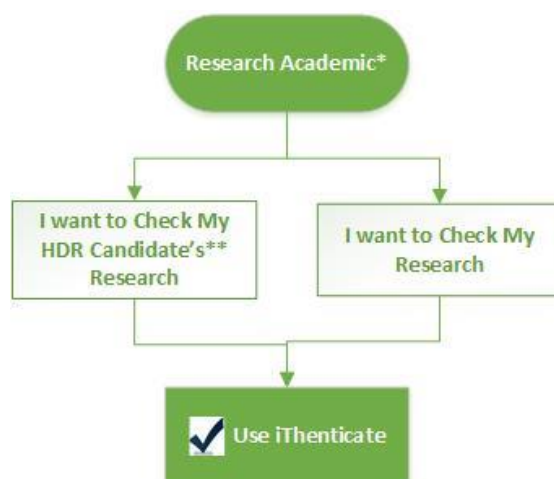 Research Academic*
I want to Check My
HDR Candidate's**
Research
I want to Check My
Research
Use iThenticate